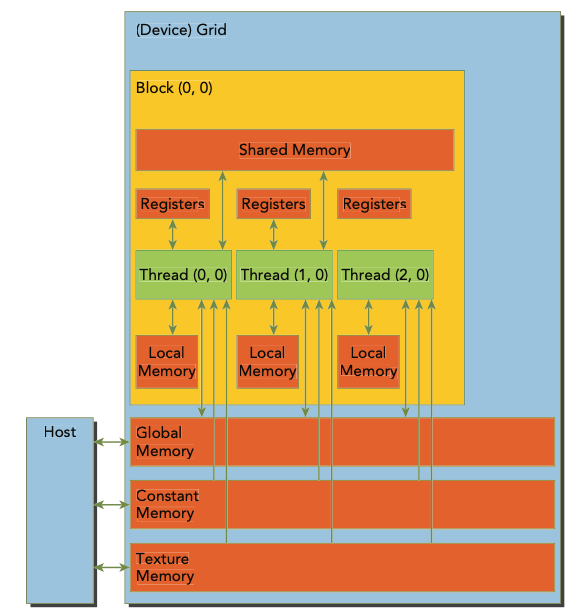 (Device) Grid
Block (0, 0)
Shared Memory
Registers
Registers
Registers
Thread (0, 0)
Thread (1, 0)
Thread (2, 0)
Local
Memory
Local
Memory
Local
Memory
Host
Global
Memory
Constant
Memory
Texture
Memory